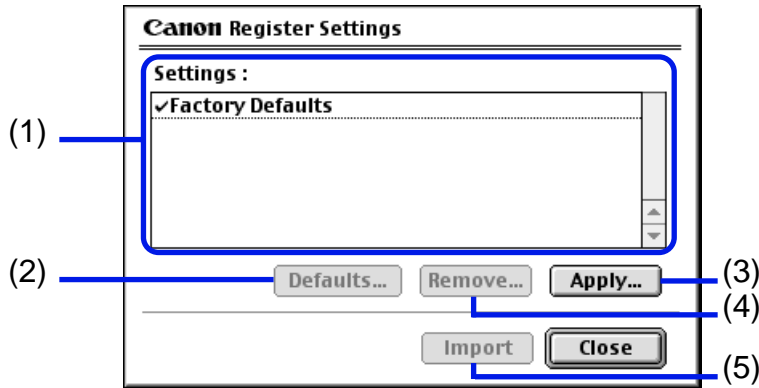 Canon Register Settings
Settings :
✓Factory Defaults
(1)
(2)
Defaults... Remove... Apply...
(3)
(4)
Import Close
(5)